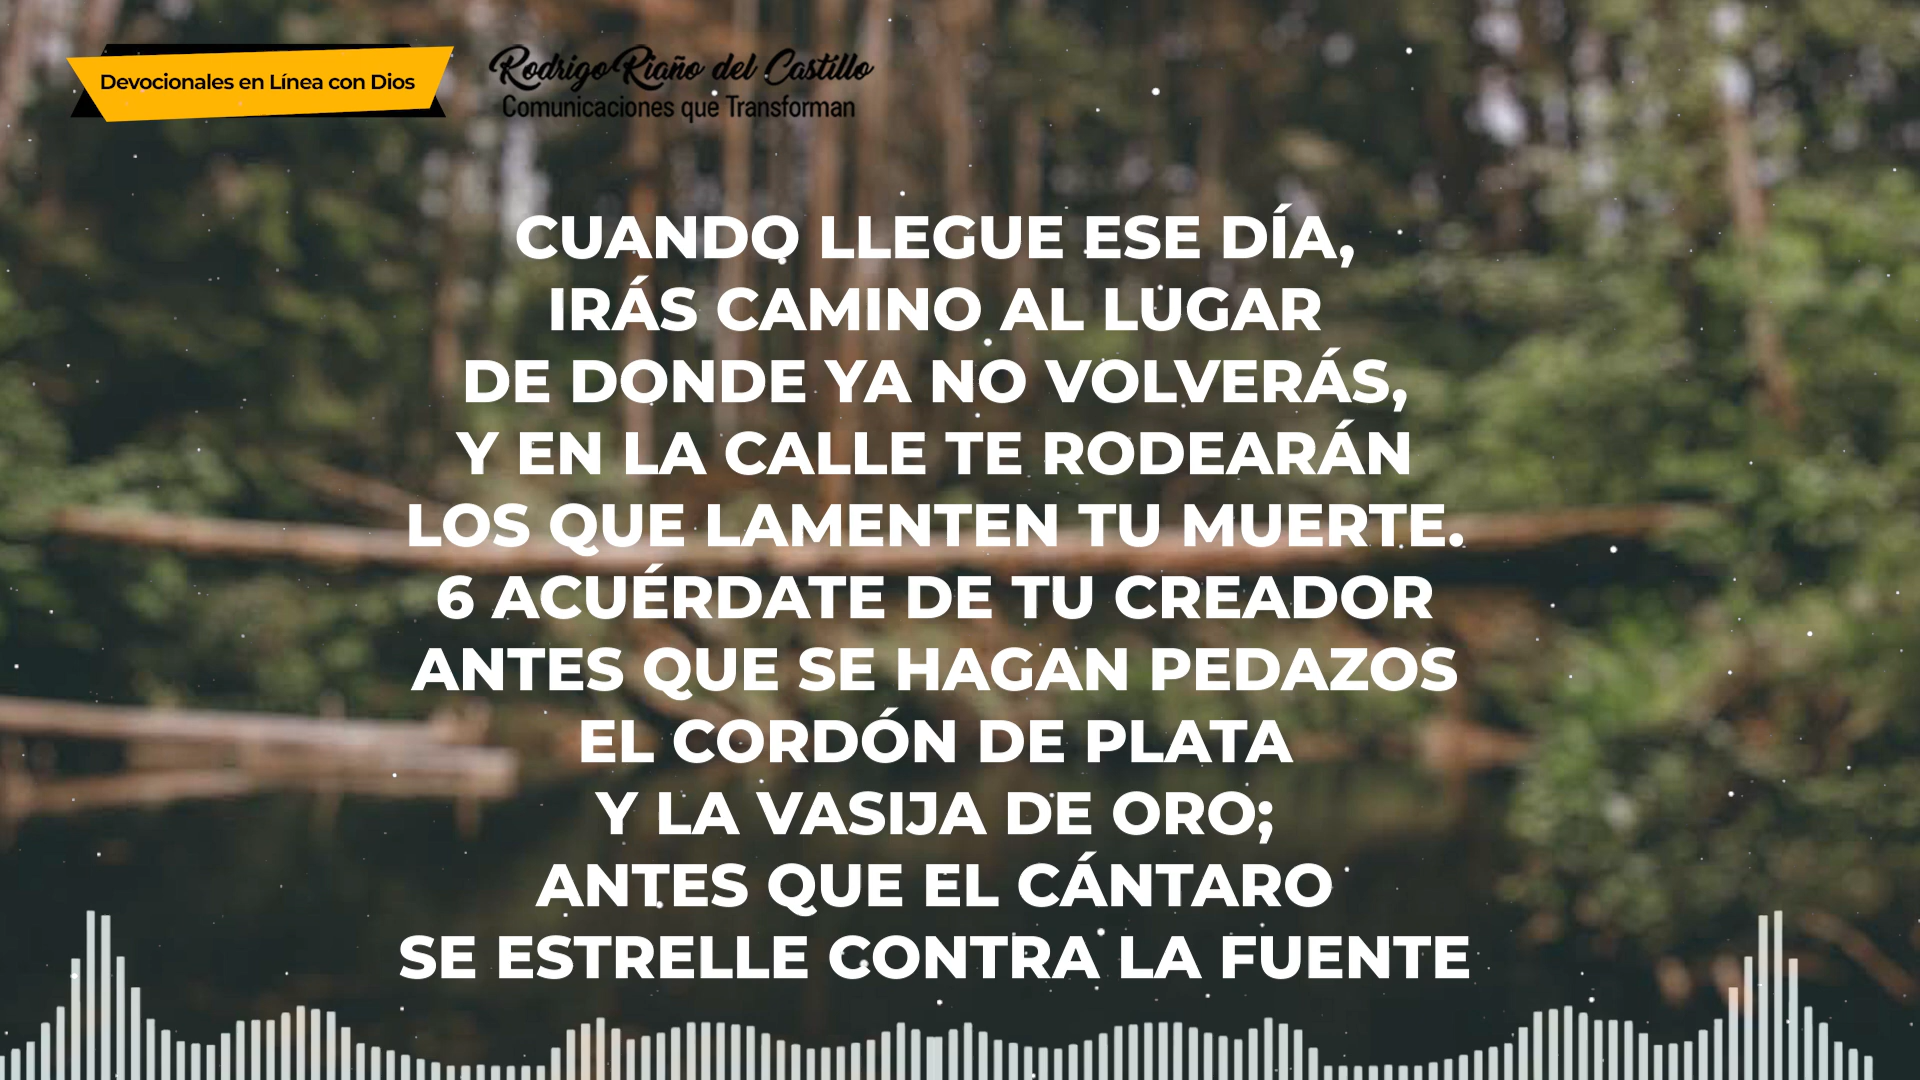 Devocionales en Línea con Dios
Rodrigo Riaño del Castillo
Comunicaciones que Transforman
CUANDO LLEGUE ESE DÍA,
IRÁS CAMINO AL LUGAR
DE DONDE YA NO VOLVERÁS,
Y EN LA CALLE TE RODEARÁN
LOS QUE LAMENTEN TU MUERTE.
6 ACUÉRDATE DE TU CREADOR
ANTES QUE SE HAGAN PEDAZOS
EL CORDÓN DE PLATA
Y LA VASIJA DE ORO;
ANTES QUE EL CÁNTARO
SE ESTRELLE CONTRA LA FUENTE